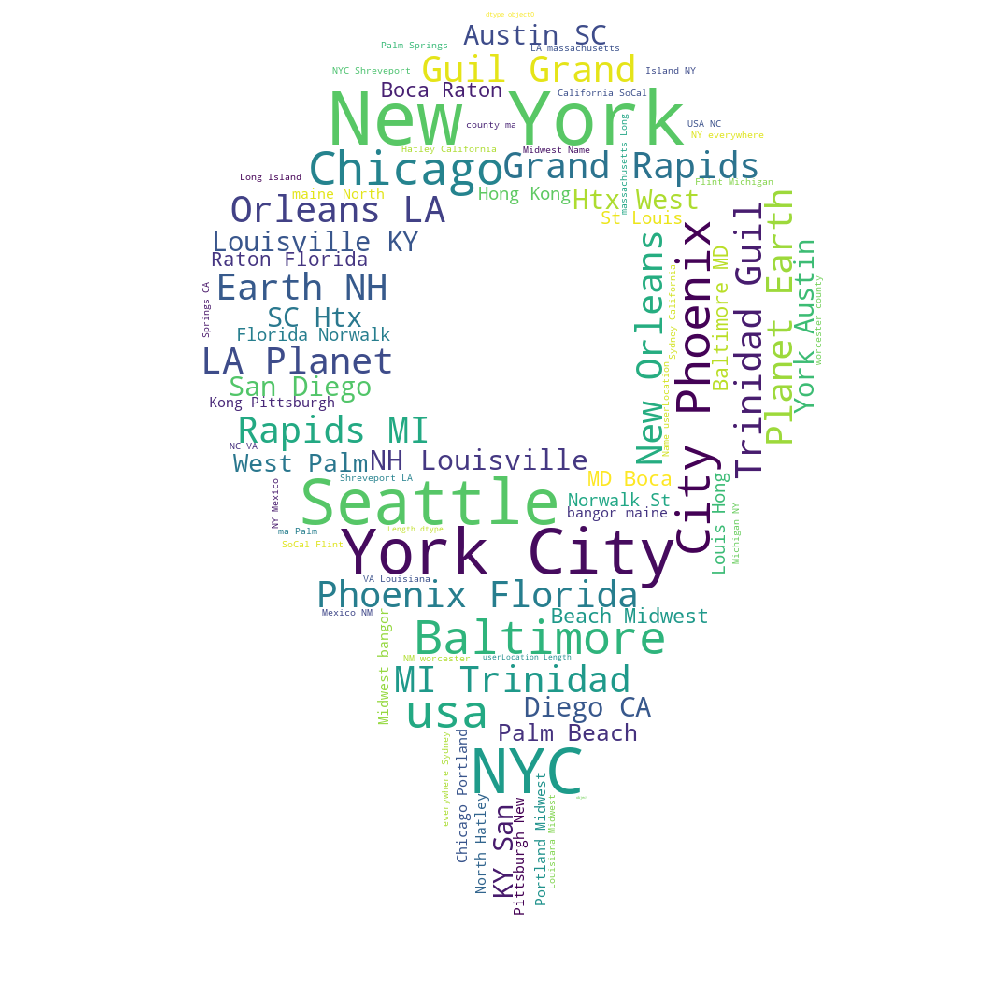 Austin SC
LA massachusetts
Palm Springs
Guil Grand
NYC Shreveport
Island NY
Boca Raton
California SoCal
New York
county ma
USA NC
NY everywhere
Hatley California
Midwest Name
massachusetts Long
Chicago
Grand Rapids
Long Island
Flint Michigan
maine North
Hong Kong
Htx West
Orleans LA
St Louis
Louisville KY
Raton Florida
New Orleans
City Phoenix
Baltimore MD
Trinidad Guil
Planet Earth
York Austin
worcester county
Sydney California
Earth NH
Springs CA
SC Htx
Florida Norwalk
LA Planet
San Diego
Name userLocation
Kong Pittsburgh
Rapids MI
NC VA
West Palm
NH Louisville
Shreveport LA
MD Boca
Louis Hong
Michigan NY
NY Mexico
Seattle
Norwalk St
bangor maine
ma Palm
Length dtype
SoCal Flint
York City
VA Louisiana
Phoenix Florida
Mexico NM
Beach Midwest
Midwest bangor
Baltimore
NM worcester
userLocation Length
MI Trinidad
usa
Diego CA
Palm Beach
everywhere Sydney
Chicago Portland
NYC
North Hatley
KY San
Pittsburgh New
Portland Midwest
Louisiana Midwest